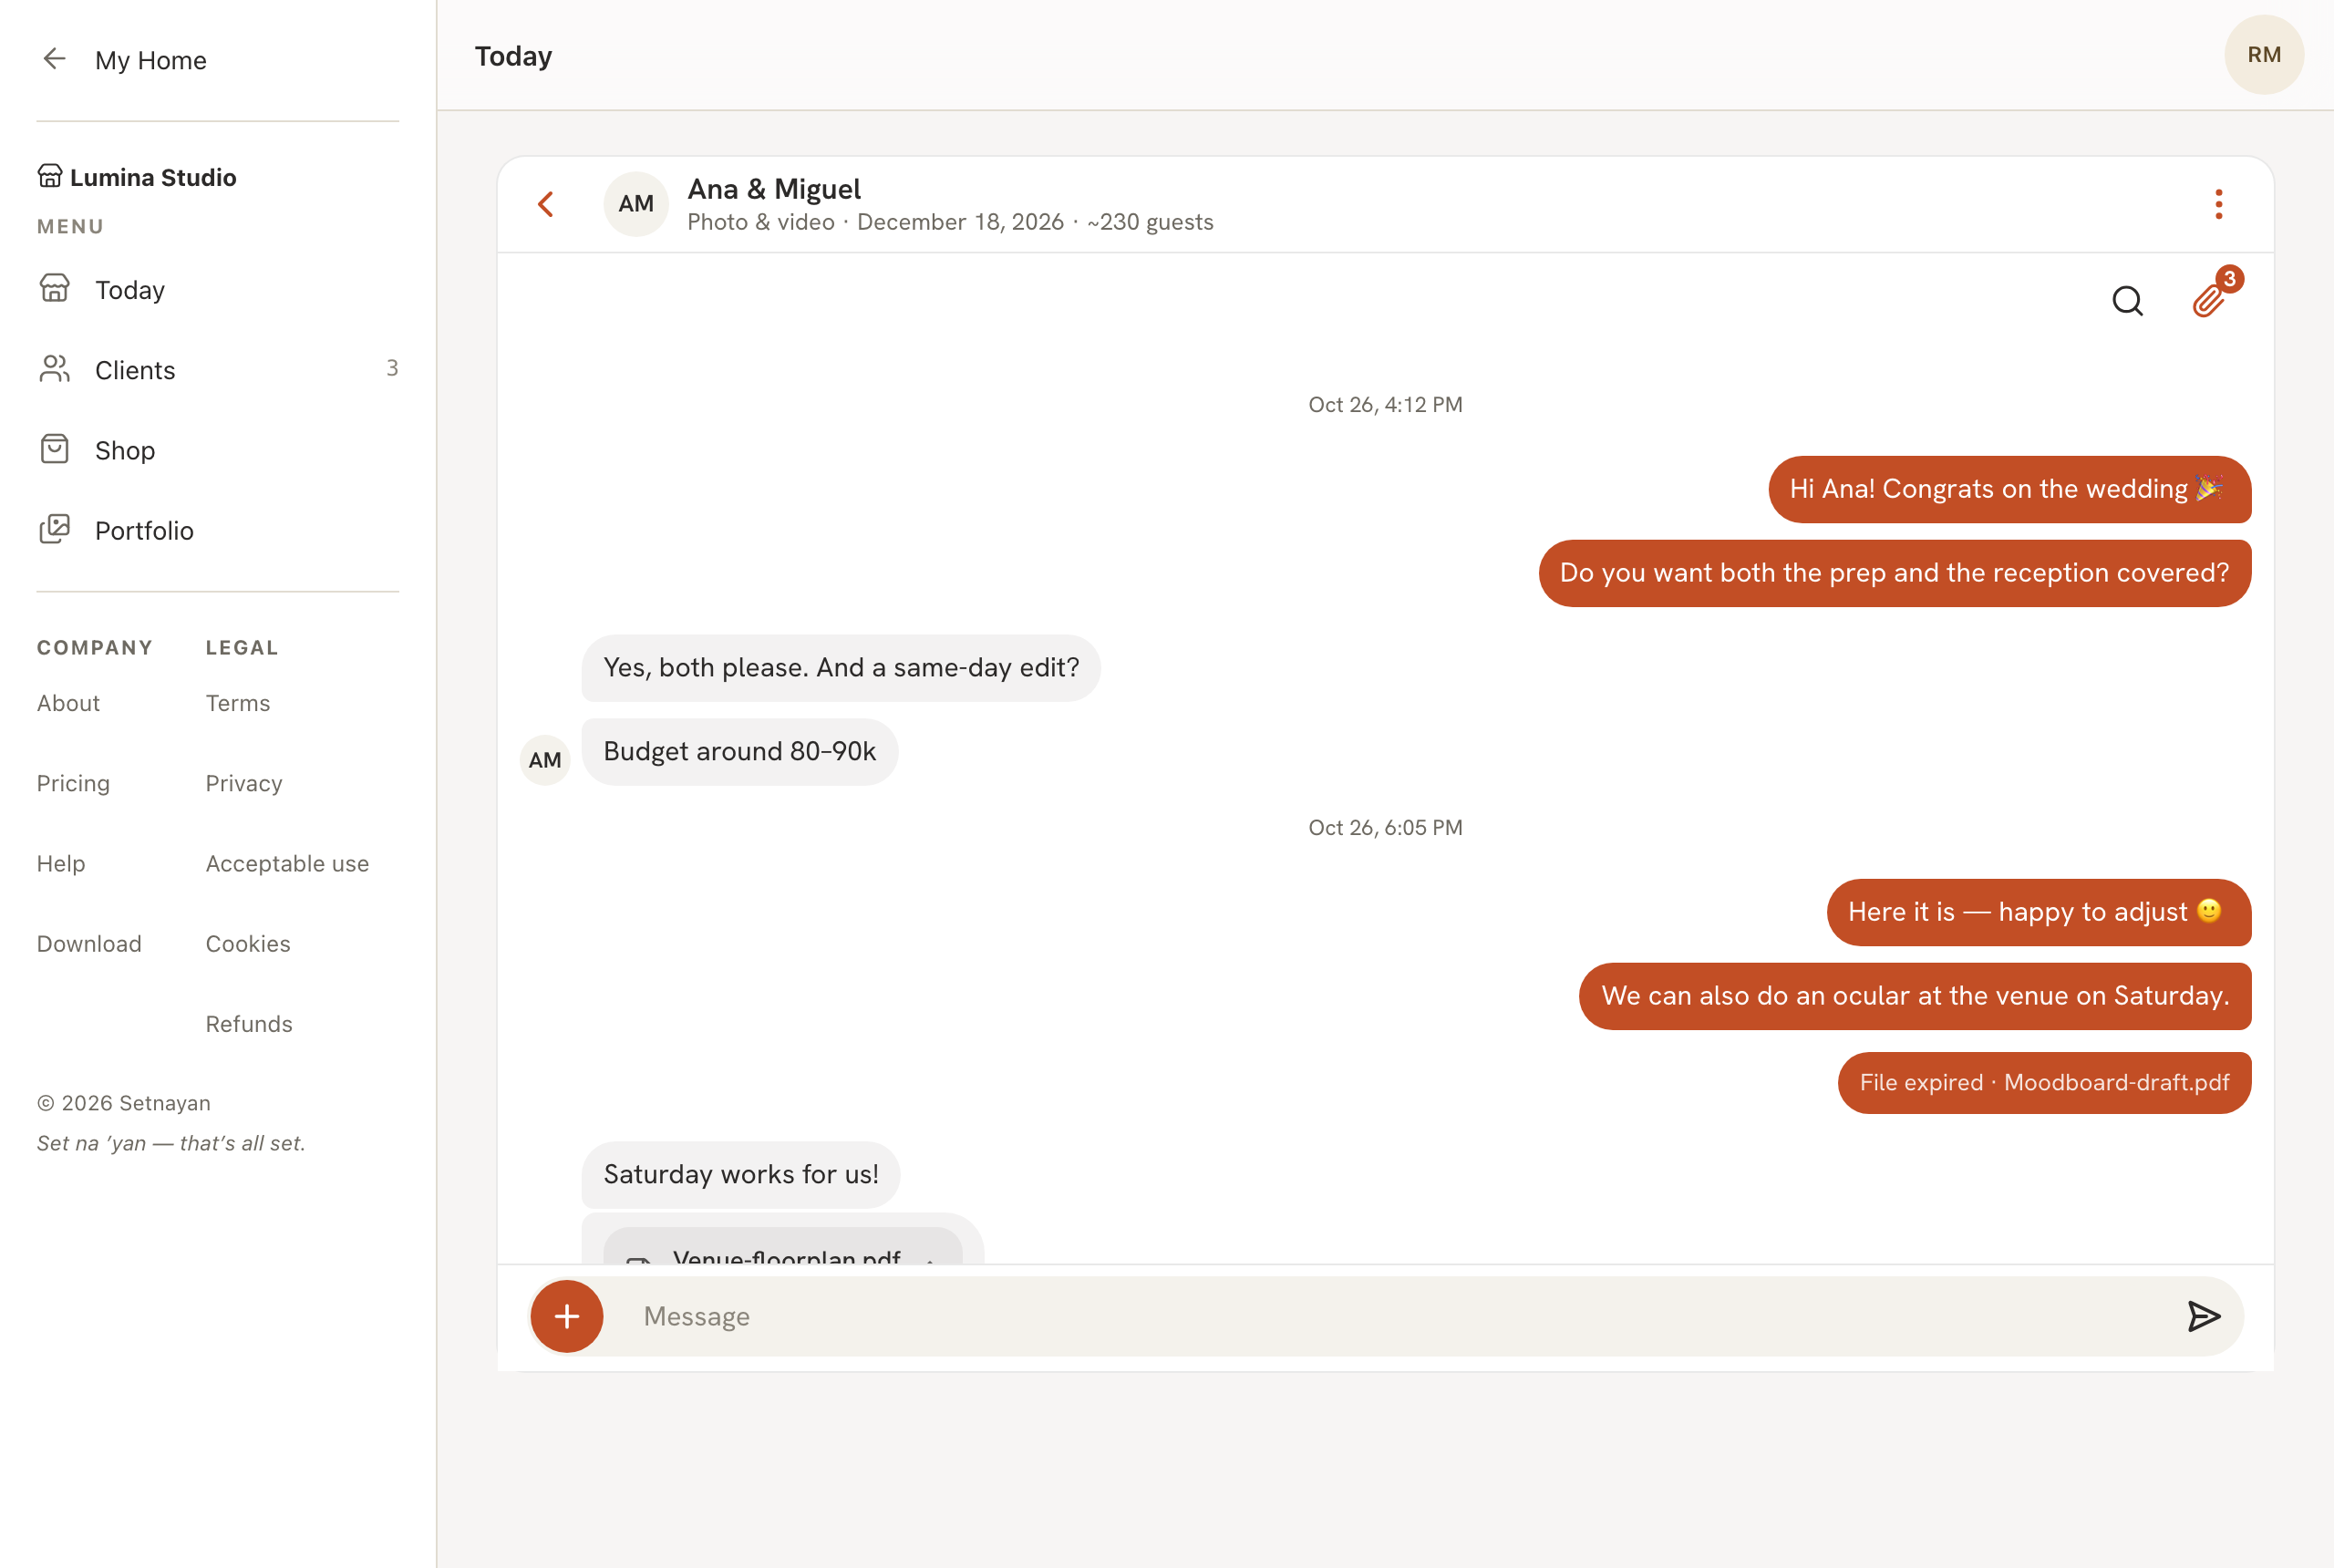 My Home
Lumina Studio
MENU
Today
Clients 3
Shop
Portfolio
COMPANY LEGAL
About Terms
Pricing Privacy
Help Acceptable use
Download Cookies
Refunds
© 2026 Setnayan
Set na ’yan — that’s all set.
Today
RM
AM
Ana & Miguel
Photo & video · December 18, 2026 · ~230 guests
3
Oct 26, 4:12 PM
Hi Ana! Congrats on the wedding 🎉
Do you want both the prep and the reception covered?
Yes, both please. And a same-day edit?
AM
Budget around 80–90k
Oct 26, 6:05 PM
Here it is — happy to adjust 🙂
We can also do an ocular at the venue on Saturday.
File expired · Moodboard-draft.pdf
Saturday works for us!
Venue-floorplan.pdf
Message